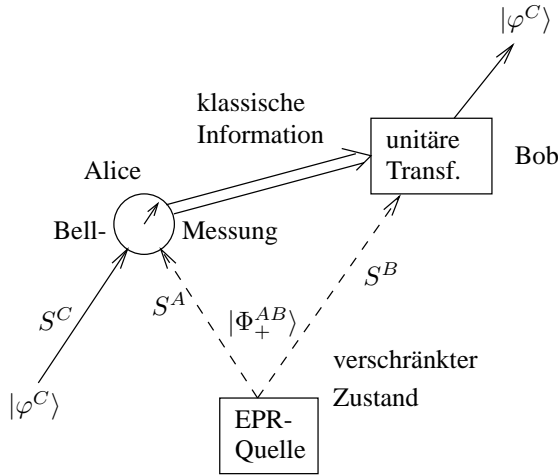 |φ^C⟩
klassische
Information
unitäre
Transf.
Bob
Alice
Bell-
Messung
S^C
S^A
|Φ_+^{AB}⟩
S^B
verschränkter
Zustand
|φ^C⟩
EPR-
Quelle